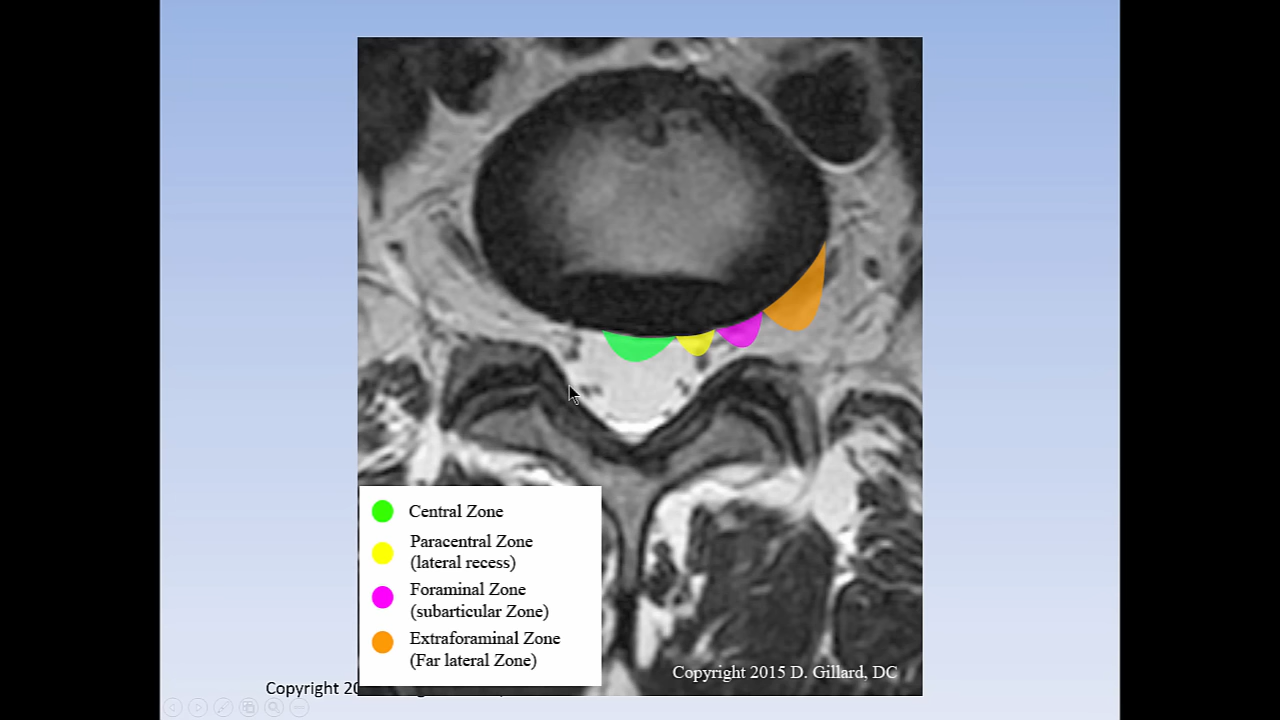 Central Zone
Paracentral Zone
(lateral recess)
Foraminal Zone
(subarticular Zone)
Extraforaminal Zone
(Far lateral Zone)
Copyright 2015 D. Gillard, DC
Copyright 20